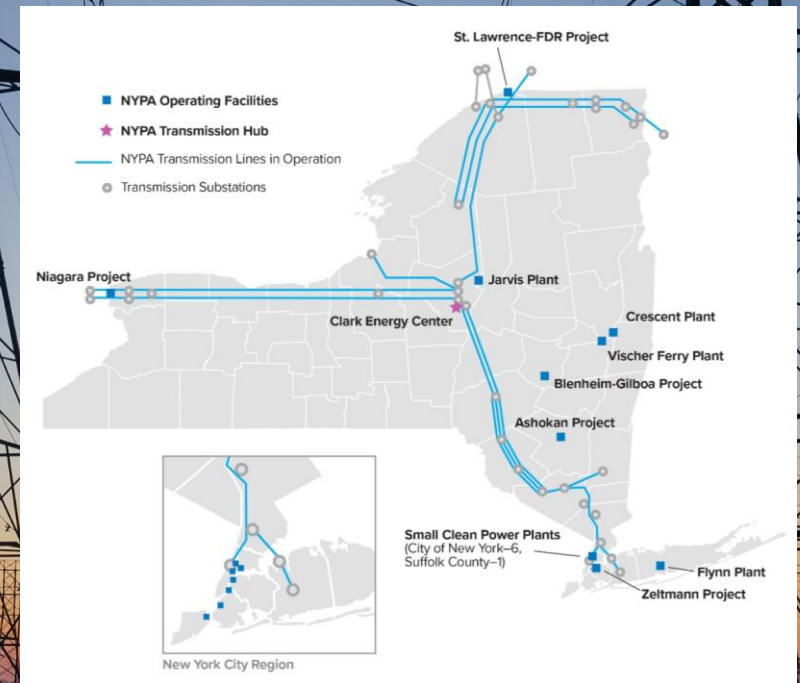 St. Lawrence-FDR Project
NYPA Operating Facilities
NYPA Transmission Hub
NYPA Transmission Lines in Operation
Transmission Substations
Niagara Project
Jarvis Plant
Clark Energy Center
Crescent Plant
Vischer Ferry Plant
Blenheim-Gilboa Project
Ashokan Project
Small Clean Power Plants
(City of New York–6,
Suffolk County–1)
Flynn Plant
Zeltmann Project
New York City Region